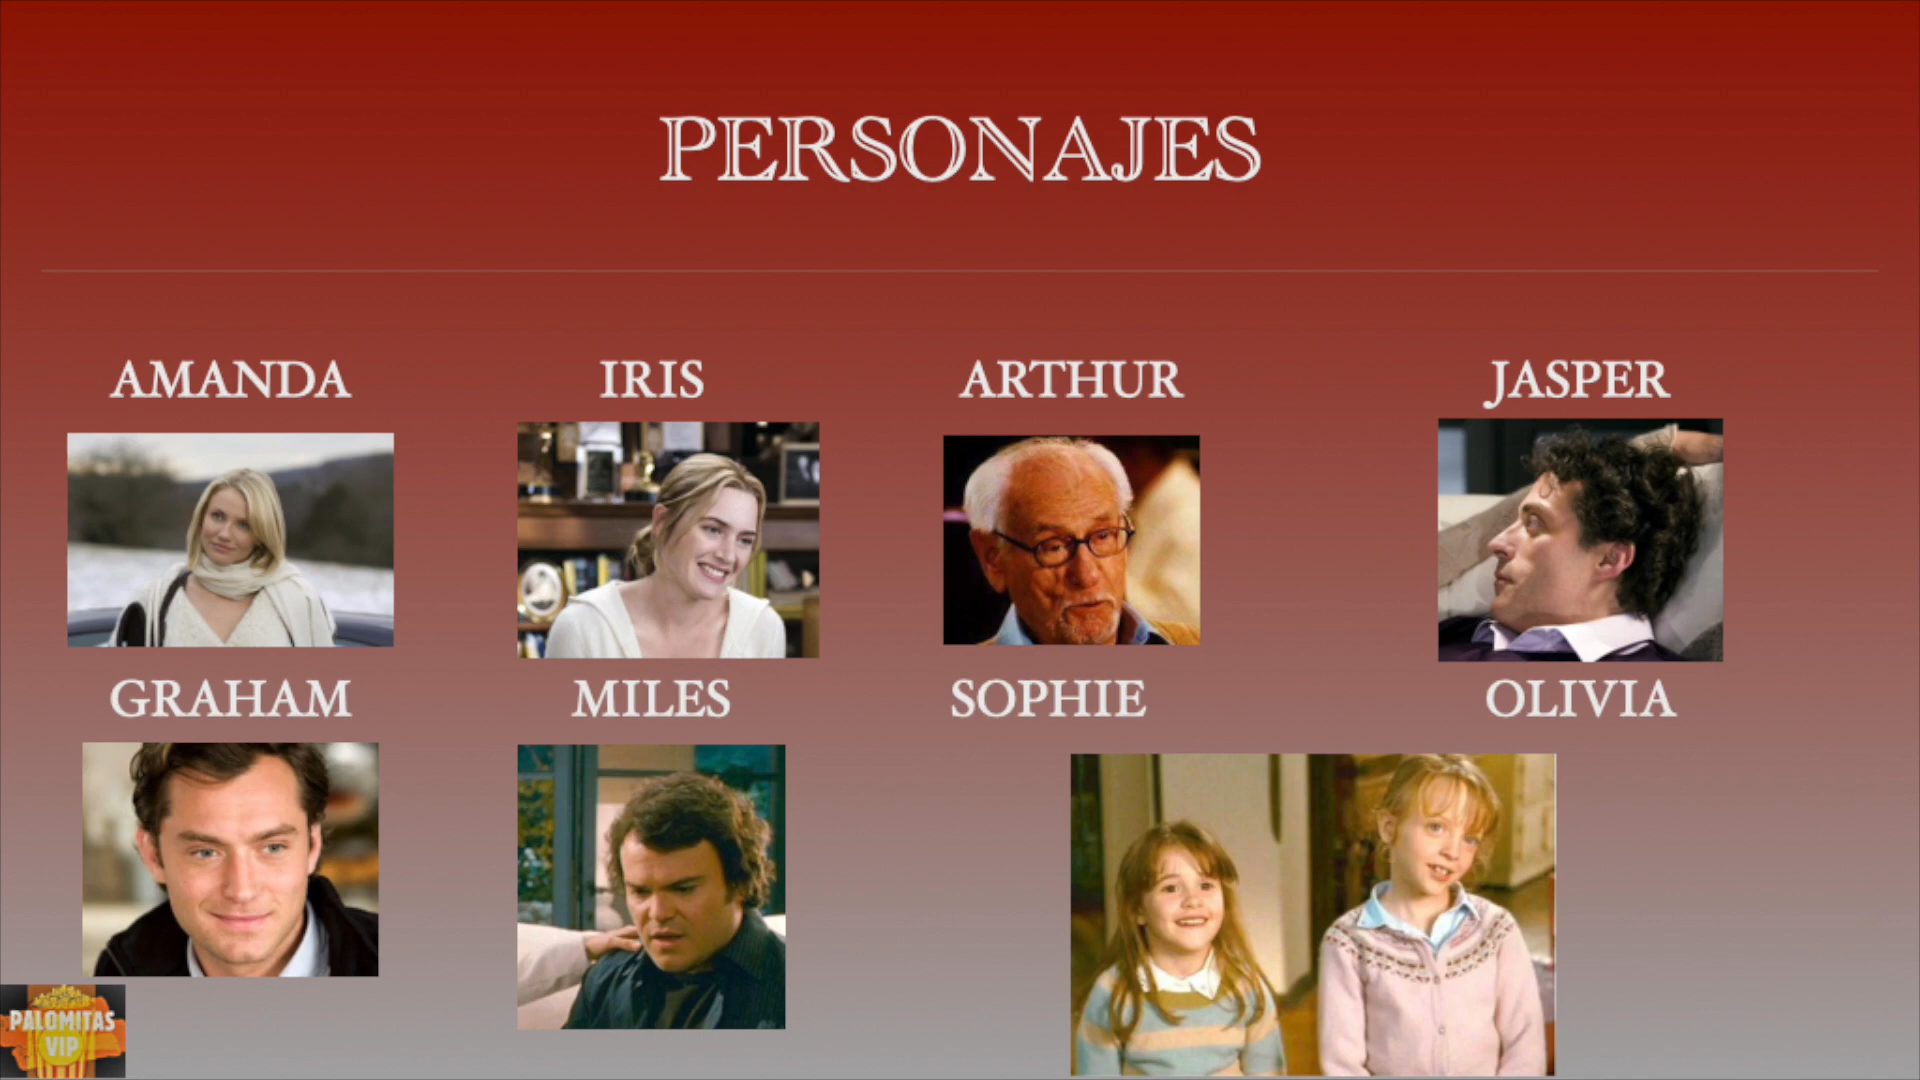 PERSONAJES
AMANDA IRIS ARTHUR JASPER
GRAHAM MILES SOPHIE OLIVIA
PALOMITAS
VIP